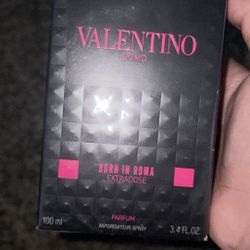 VALENTINO
UOMO
BORN IN ROMA
EXTRADOSE
PARFUM
VAPORISATEUR SPRAY
100 ml
3.4 FL.OZ